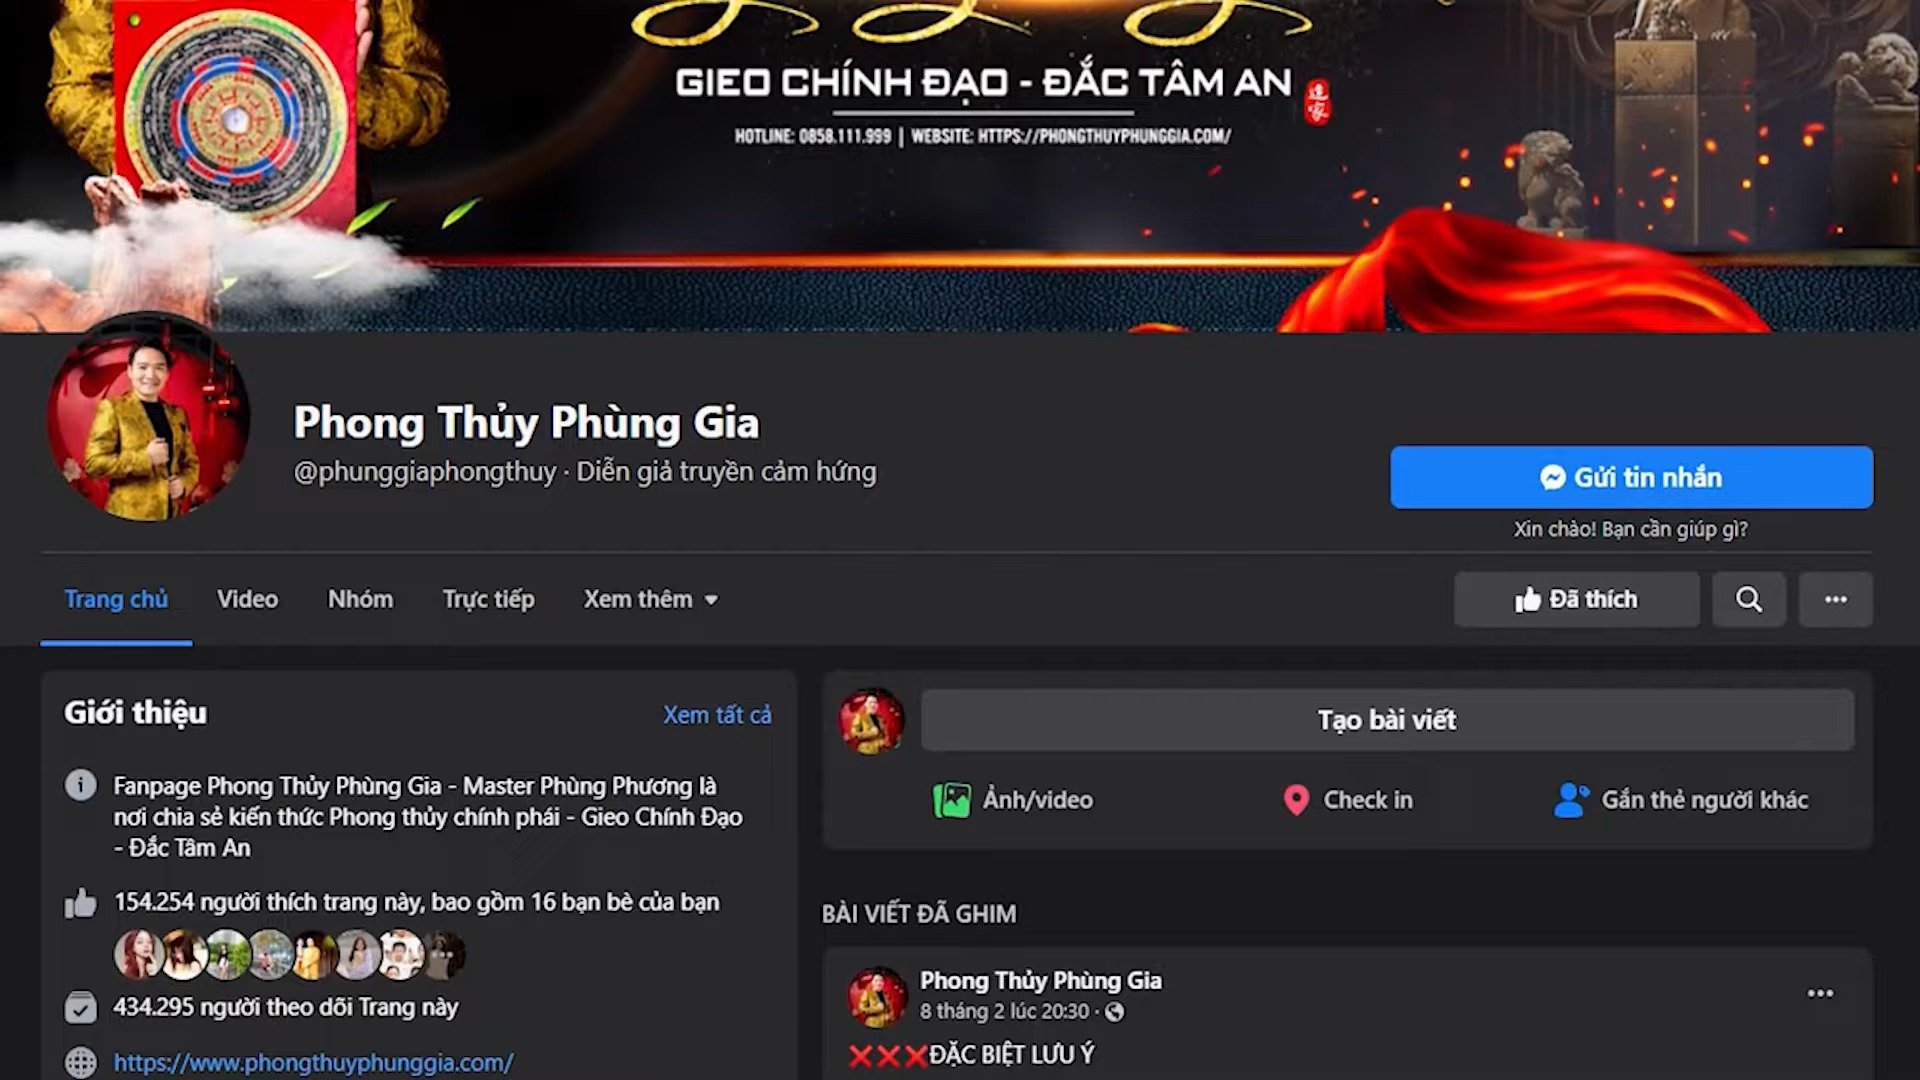 GIEO CHÍNH ĐẠO - ĐẮC TÂM AN
HOTLINE: 0858.111.999 | WEBSITE: HTTPS://PHONGTHUYPHUNGGIA.COM/
Phong Thủy Phùng Gia
@phunggiaphongthuy · Diễn giả truyền cảm hứng
Gửi tin nhắn
Xin chào! Bạn cần giúp gì?
Trang chủ
Video
Nhóm
Trực tiếp
Xem thêm
Đã thích
Giới thiệu
Xem tất cả
Fanpage Phong Thủy Phùng Gia - Master Phùng Phương là
nơi chia sẻ kiến thức Phong thủy chính phái - Gieo Chính Đạo
- Đắc Tâm An
154.254 người thích trang này, bao gồm 16 bạn bè của bạn
434.295 người theo dõi Trang này
https://www.phongthuyphunggia.com/
Tạo bài viết
Ảnh/video
Check in
Gắn thẻ người khác
BÀI VIẾT ĐÃ GHIM
Phong Thủy Phùng Gia
8 tháng 2 lúc 20:30 ·
❌❌❌ĐẶC BIỆT LƯU Ý